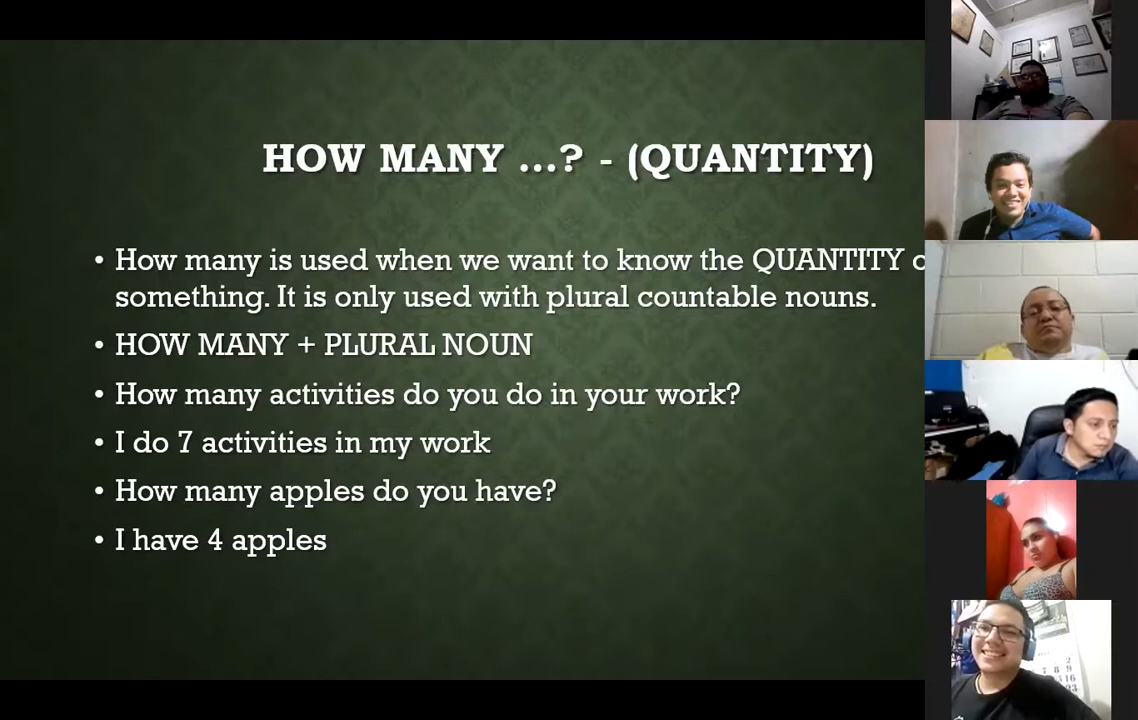 HOW MANY ...? - (QUANTITY)
• How many is used when we want to know the QUANTITY
something. It is only used with plural countable nouns.
• HOW MANY + PLURAL NOUN
• How many activities do you do in your work?
• I do 7 activities in my work
• How many apples do you have?
• I have 4 apples